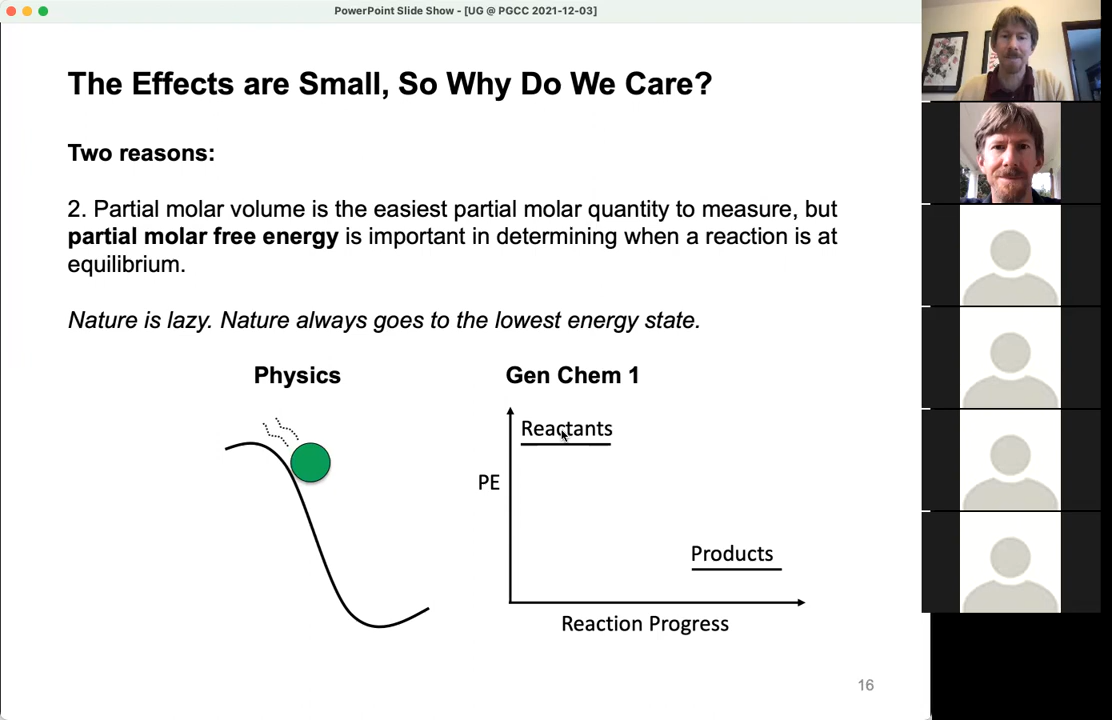 PowerPoint Slide Show - [UG @ PGCC 2021-12-03]
The Effects are Small, So Why Do We Care?
Two reasons:
2. Partial molar volume is the easiest partial molar quantity to measure, but
partial molar free energy is important in determining when a reaction is at
equilibrium.
Nature is lazy. Nature always goes to the lowest energy state.
Physics
Gen Chem 1
Reactants
PE
Products
Reaction Progress
16